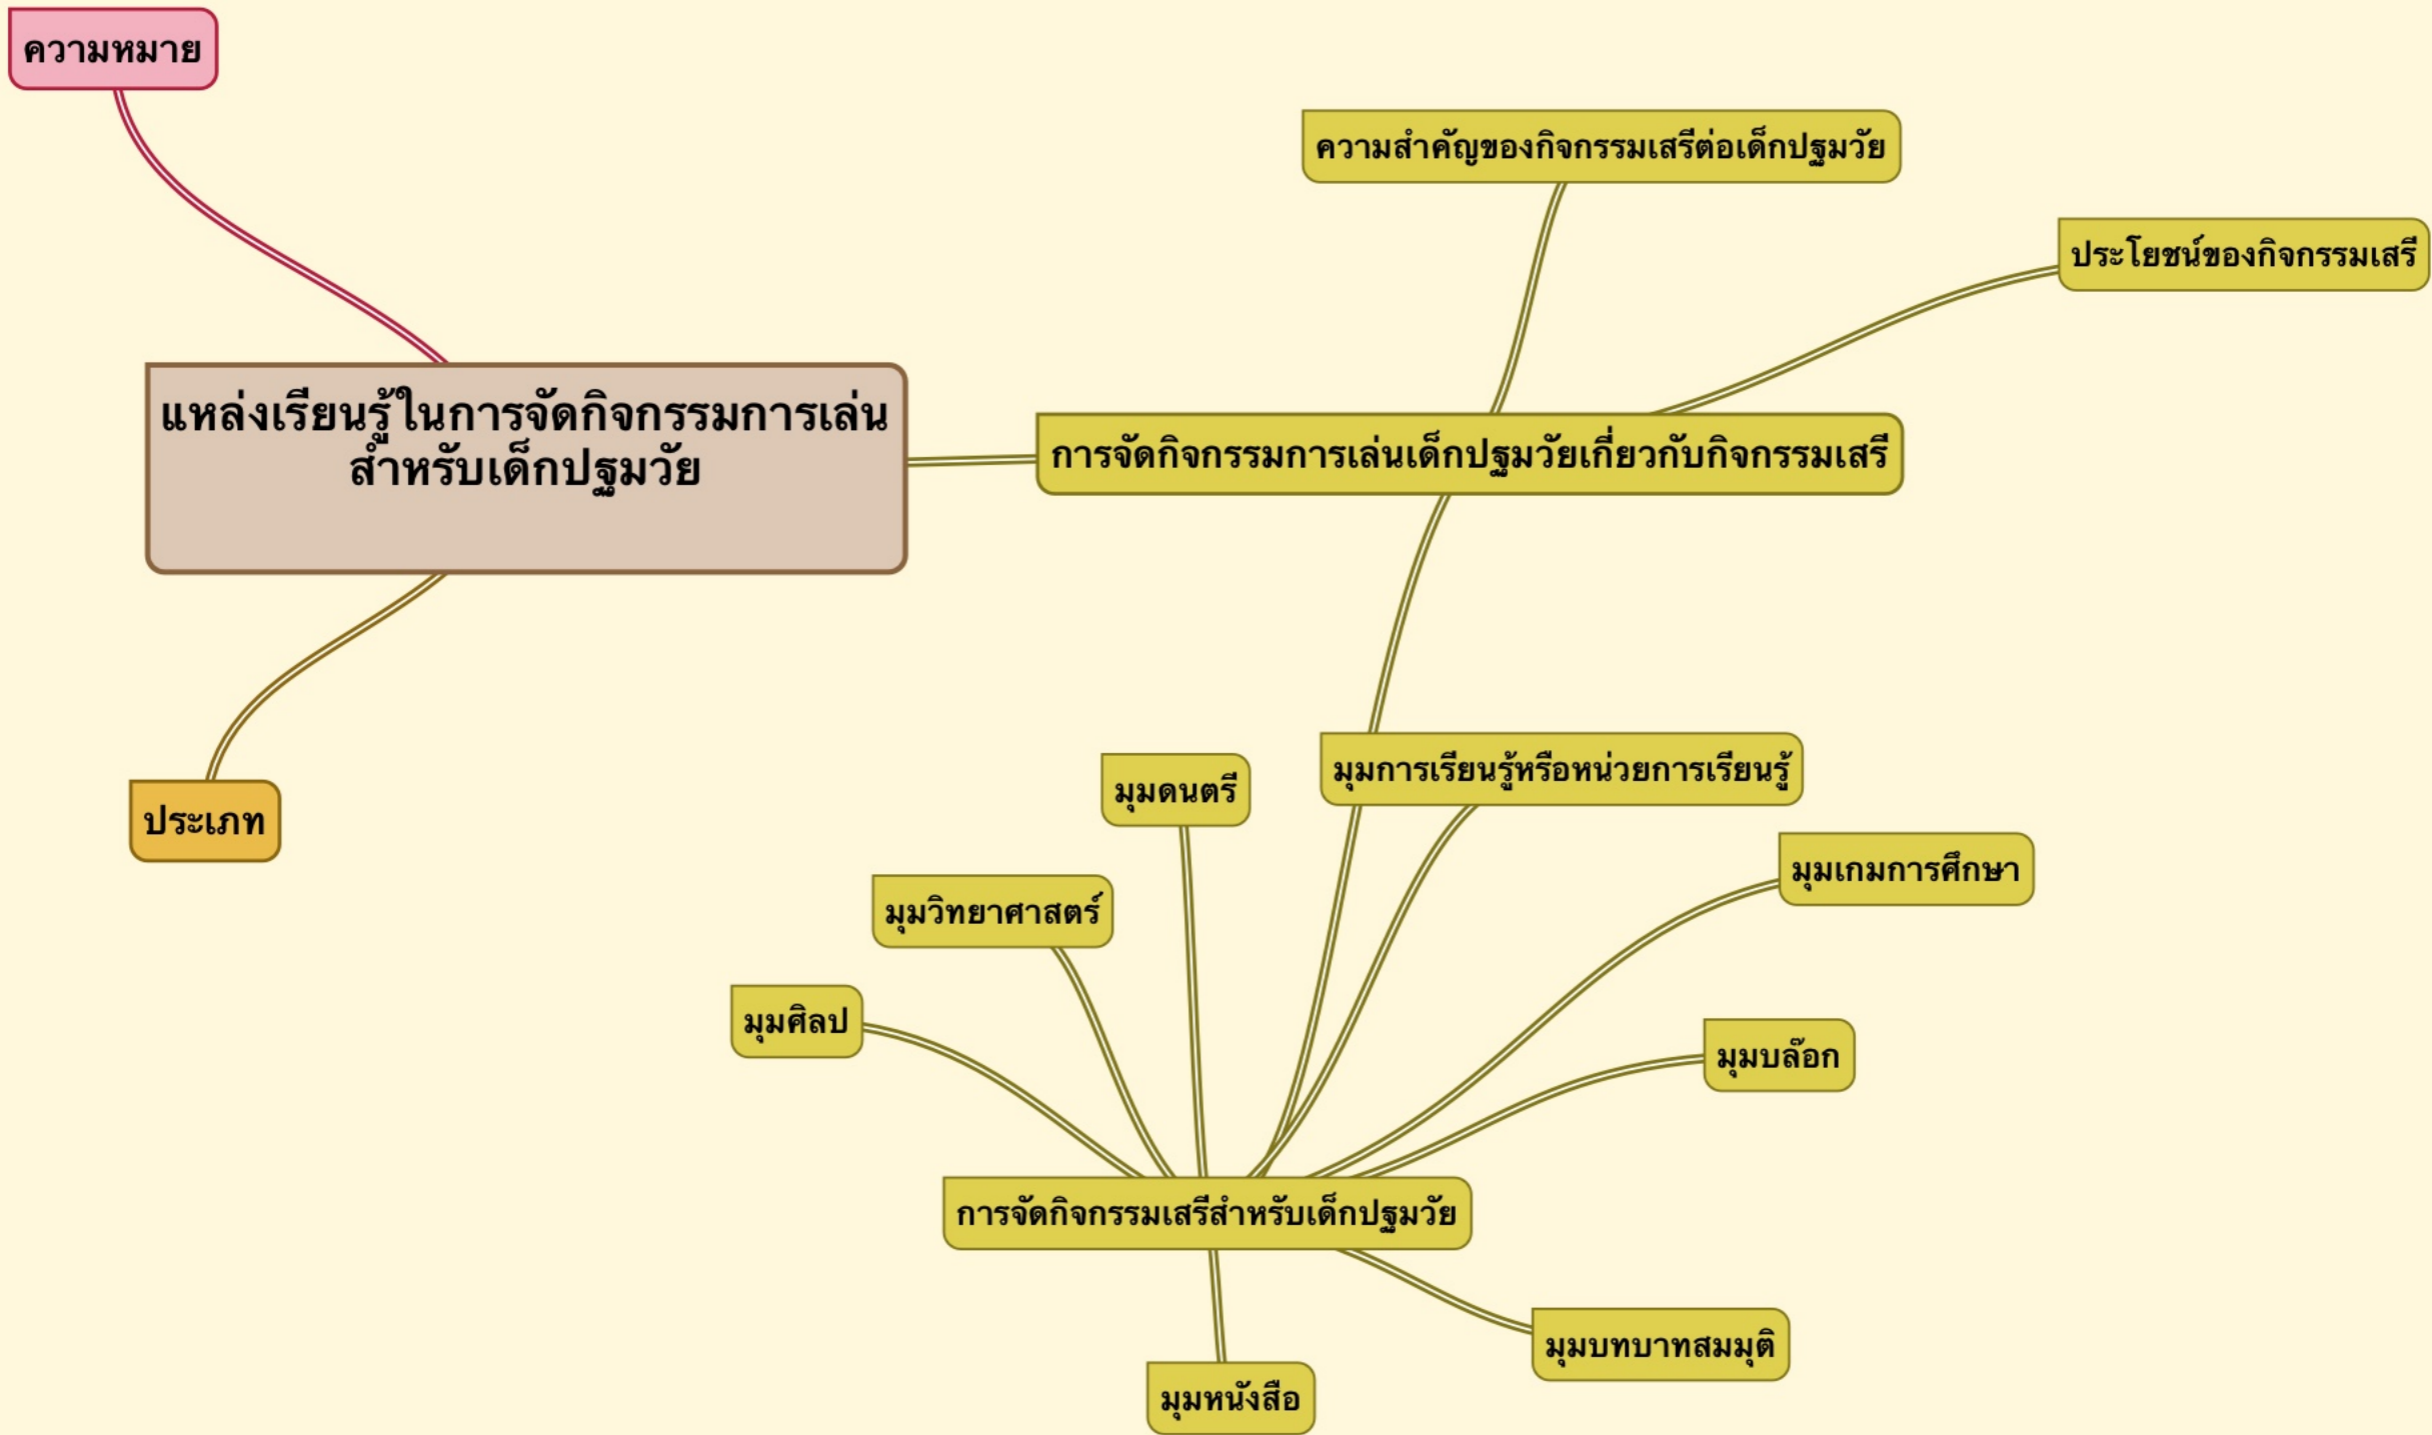 ความหมาย
ความสำคัญของกิจกรรมเสรีต่อเด็กปฐมวัย
ประโยชน์ของกิจกรรมเสรี
แหล่งเรียนรู้ในการจัดกิจกรรมการเล่น
สำหรับเด็กปฐมวัย
การจัดกิจกรรมการเล่นเด็กปฐมวัยเกี่ยวกับกิจกรรมเสรี
ประเภท
มุมดนตรี
มุมการเรียนรู้หรือหน่วยการเรียนรู้
มุมเกมการศึกษา
มุมวิทยาศาสตร์
มุมศิลป
มุมบล๊อก
การจัดกิจกรรมเสรีสำหรับเด็กปฐมวัย
มุมบทบาทสมมุติ
มุมหนังสือ